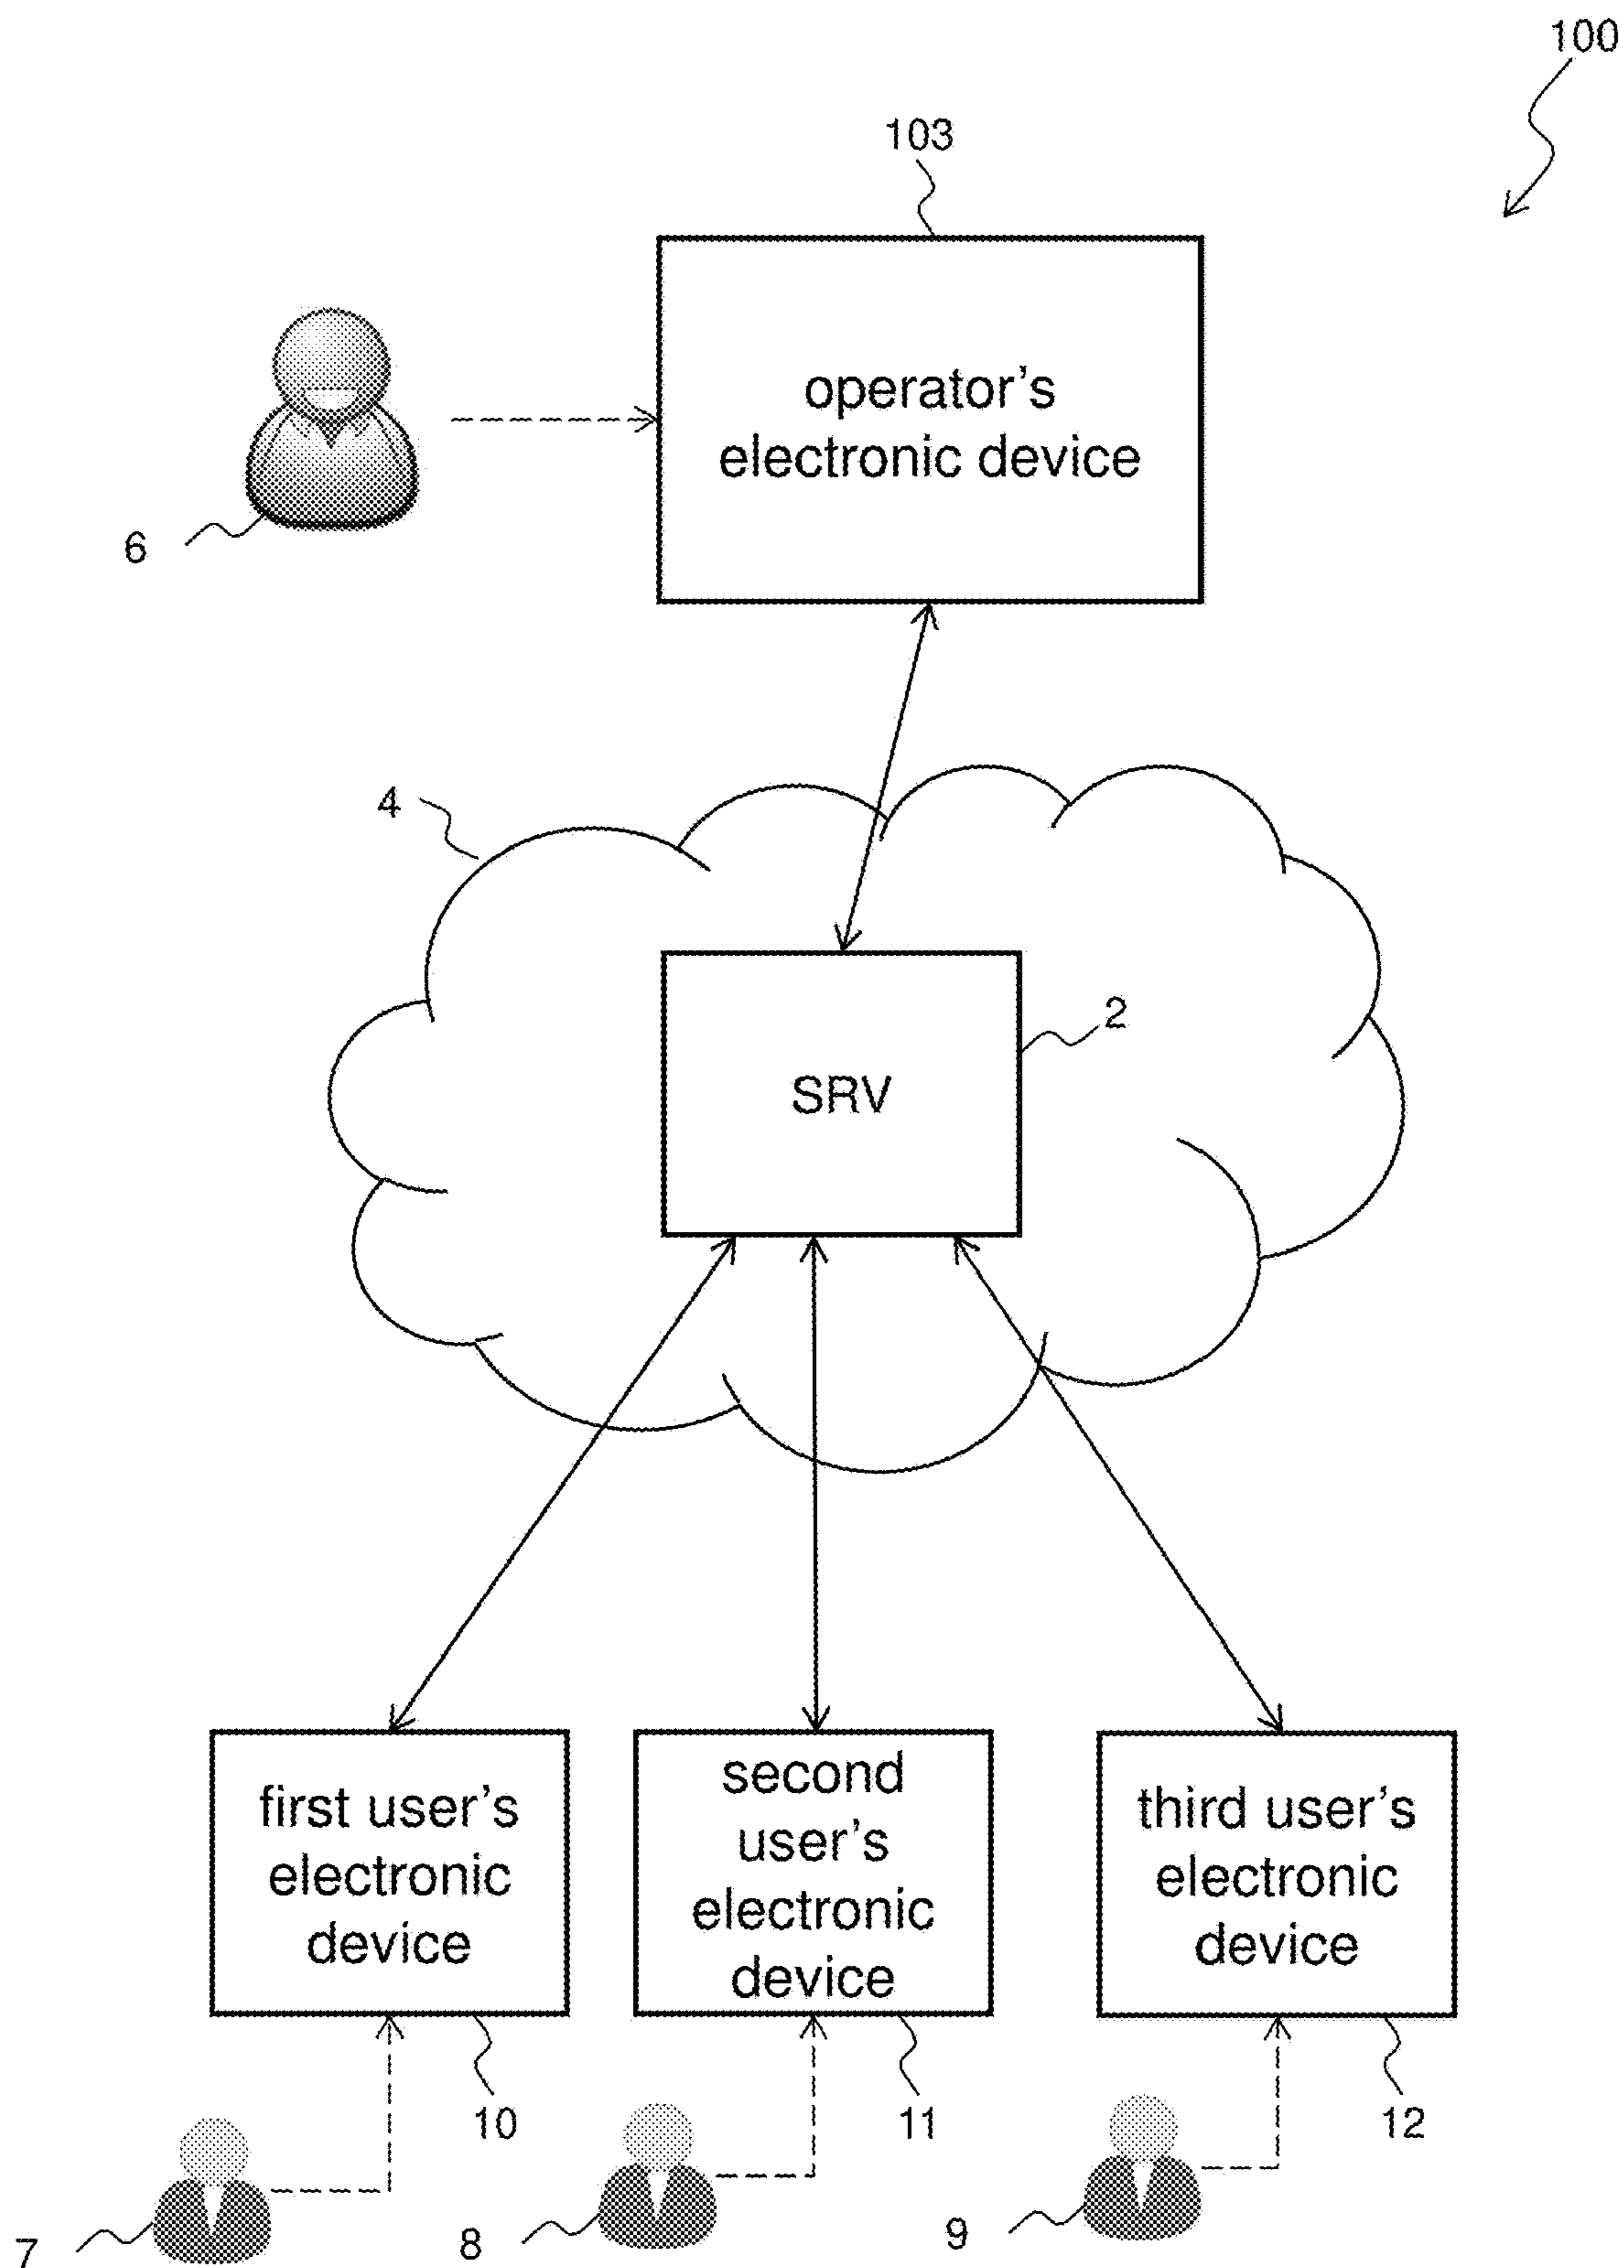 100
103
operator's
electronic device
6
4
2
SRV
first user's
electronic
device
second
user's
electronic
device
third user's
electronic
device
10
11
12
7
8
9